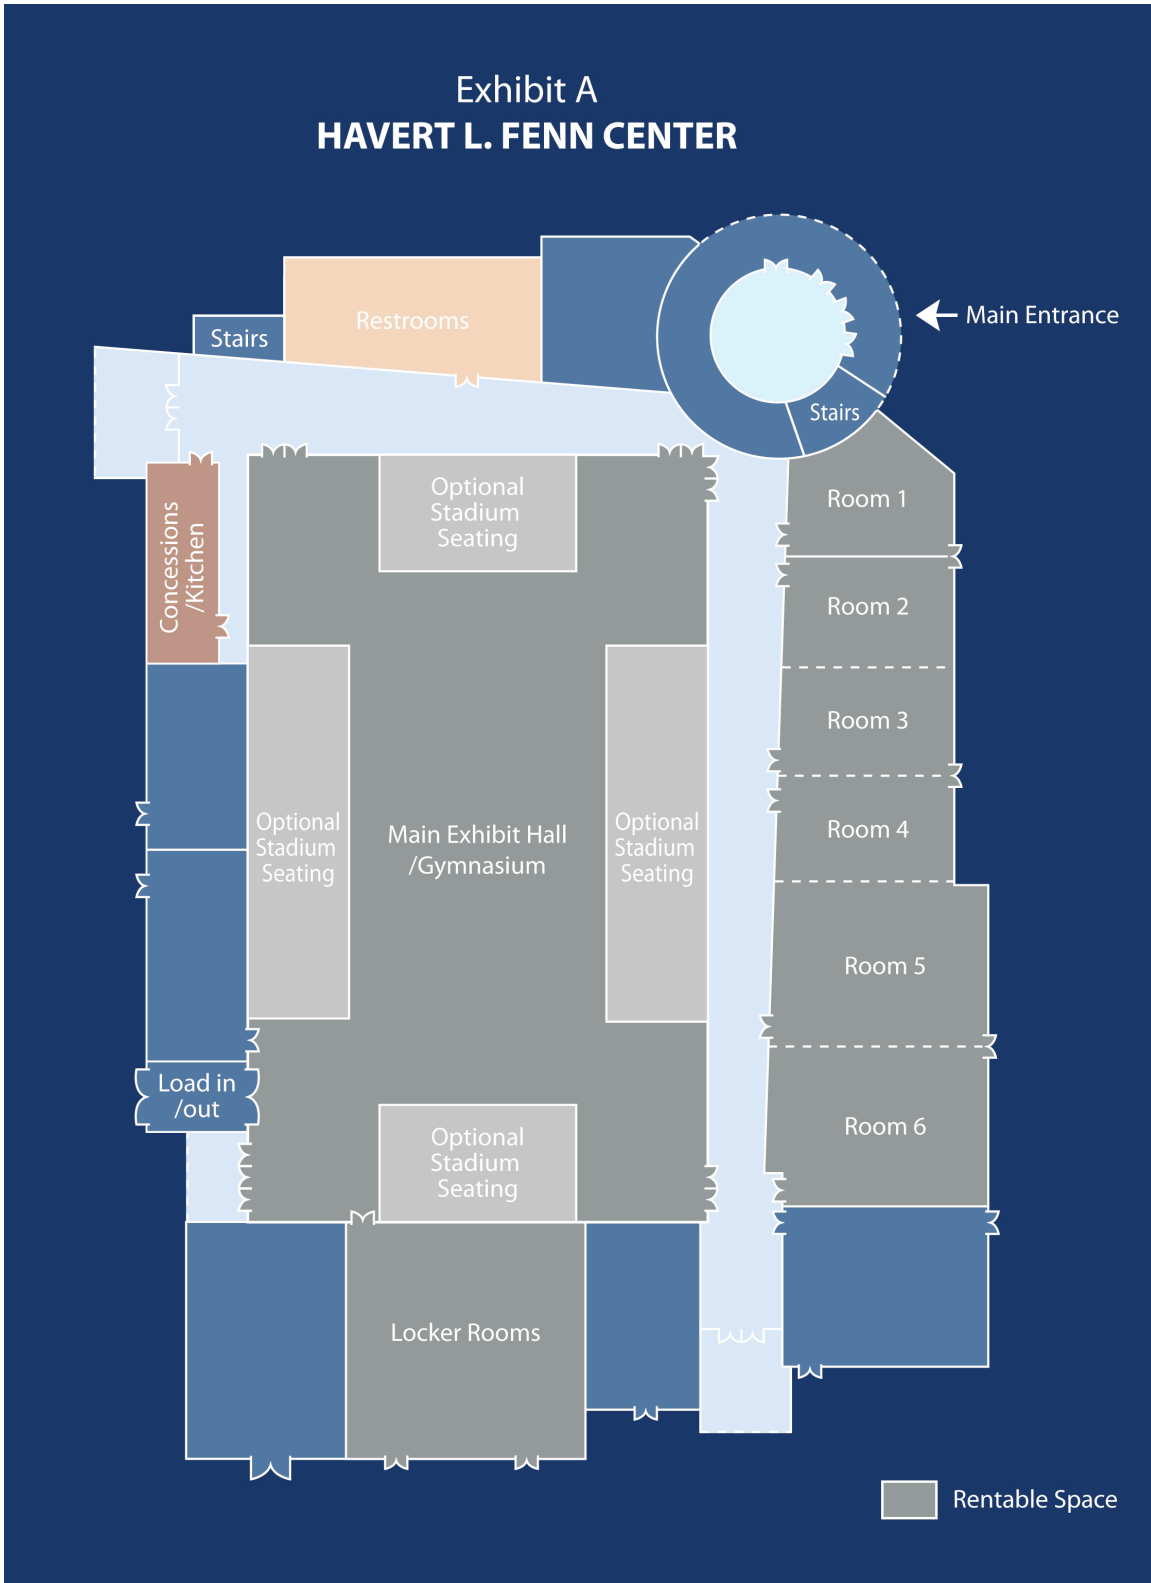 Exhibit A
HAVERT L. FENN CENTER
Main Entrance
Restrooms
Stairs
Stairs
Optional
Stadium
Seating
Room 1
Concessions
/Kitchen
Room 2
Room 3
Optional
Stadium
Seating
Main Exhibit Hall
/Gymnasium
Optional
Stadium
Seating
Room 4
Room 5
Load in
/out
Optional
Stadium
Seating
Room 6
Locker Rooms
Rentable Space